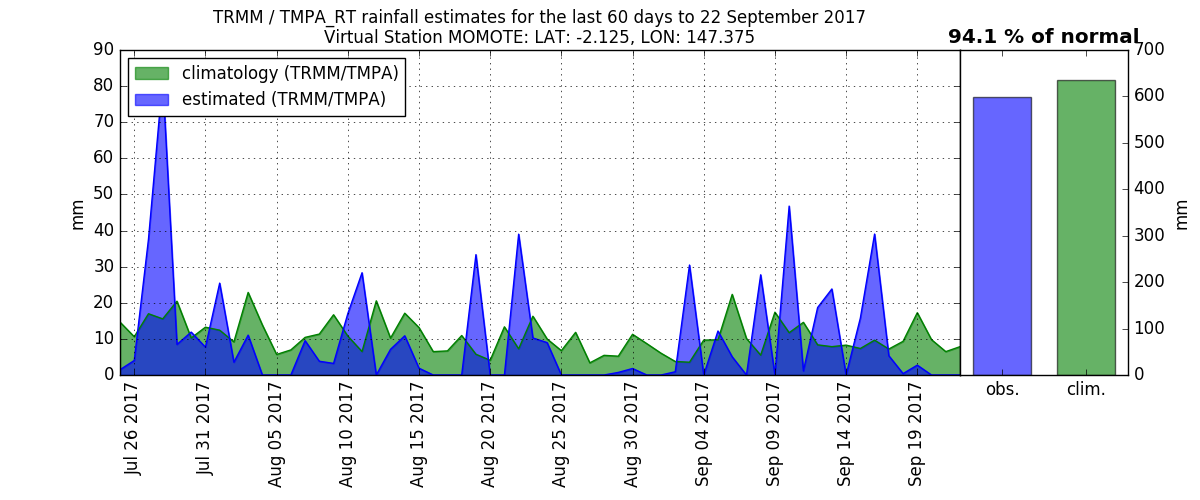 TRMM / TMPA_RT rainfall estimates for the last 60 days to 22 September 2017
Virtual Station MOMOTE: LAT: -2.125, LON: 147.375
94.1 % of normal
climatology (TRMM/TMPA)
estimated (TRMM/TMPA)
90
80
70
60
50
40
30
20
10
0
mm
Jul 26 2017
Jul 31 2017
Aug 05 2017
Aug 10 2017
Aug 15 2017
Aug 20 2017
Aug 25 2017
Aug 30 2017
Sep 04 2017
Sep 09 2017
Sep 14 2017
Sep 19 2017
obs.
clim.
700
600
500
400
300
200
100
0
mm